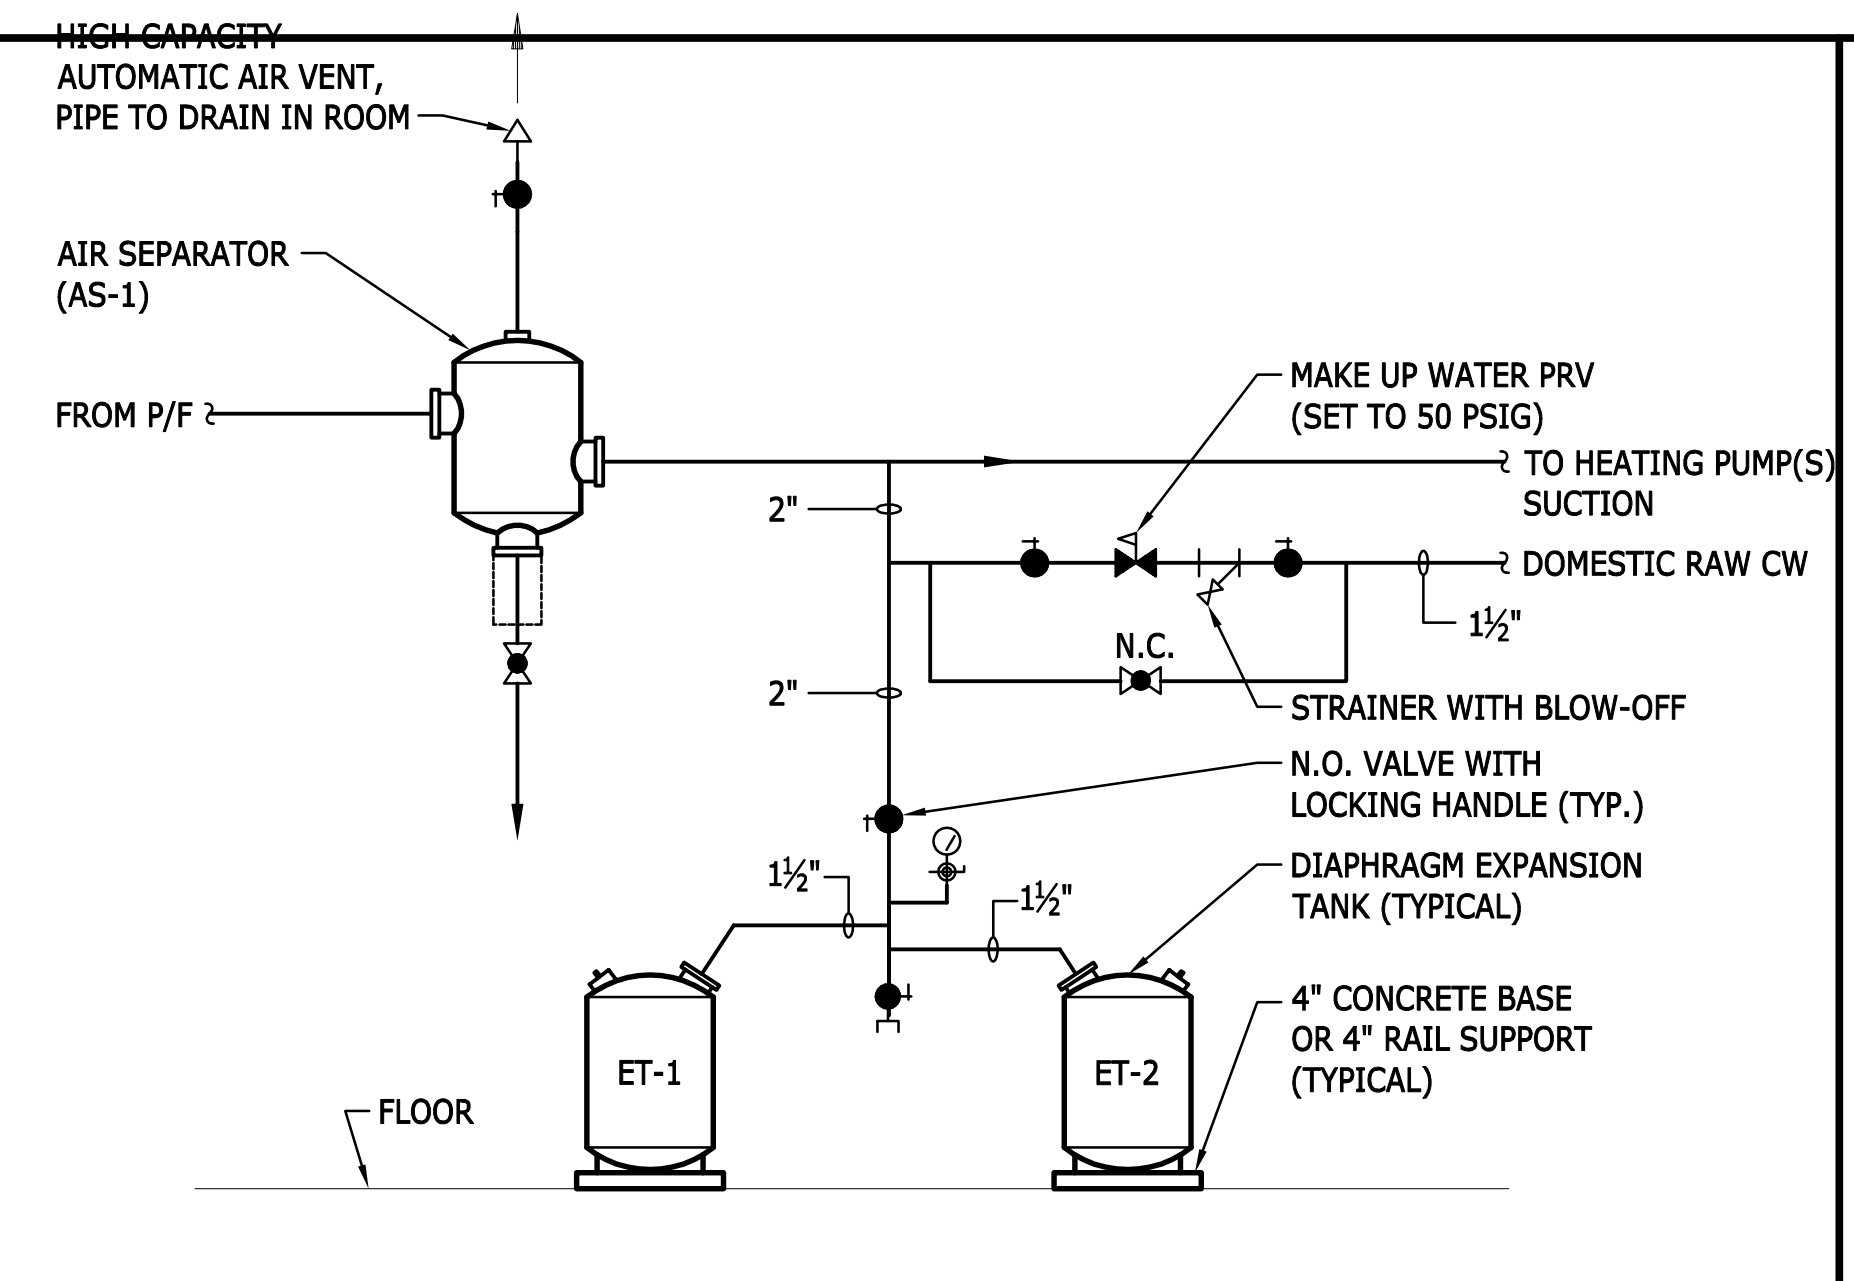 HIGH CAPACITY
AUTOMATIC AIR VENT,
PIPE TO DRAIN IN ROOM
AIR SEPARATOR
(AS-1)
FROM P/F
MAKE UP WATER PRV
(SET TO 50 PSIG)
TO HEATING PUMP(S)
SUCTION
2"
DOMESTIC RAW CW
1½"
N.C.
2"
STRAINER WITH BLOW-OFF
N.O. VALVE WITH
LOCKING HANDLE (TYP.)
1½"
1½"
DIAPHRAGM EXPANSION
TANK (TYPICAL)
4" CONCRETE BASE
OR 4" RAIL SUPPORT
(TYPICAL)
ET-1
ET-2
FLOOR